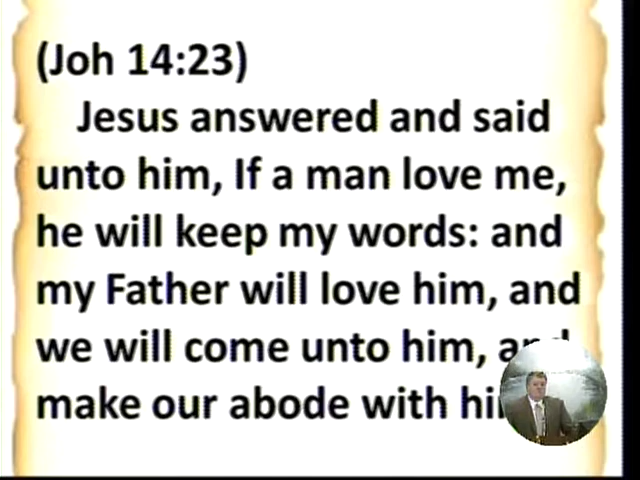 (Joh 14:23)
Jesus answered and said
unto him, If a man love me,
he will keep my words: and
my Father will love him, and
we will come unto him,
make our abode with